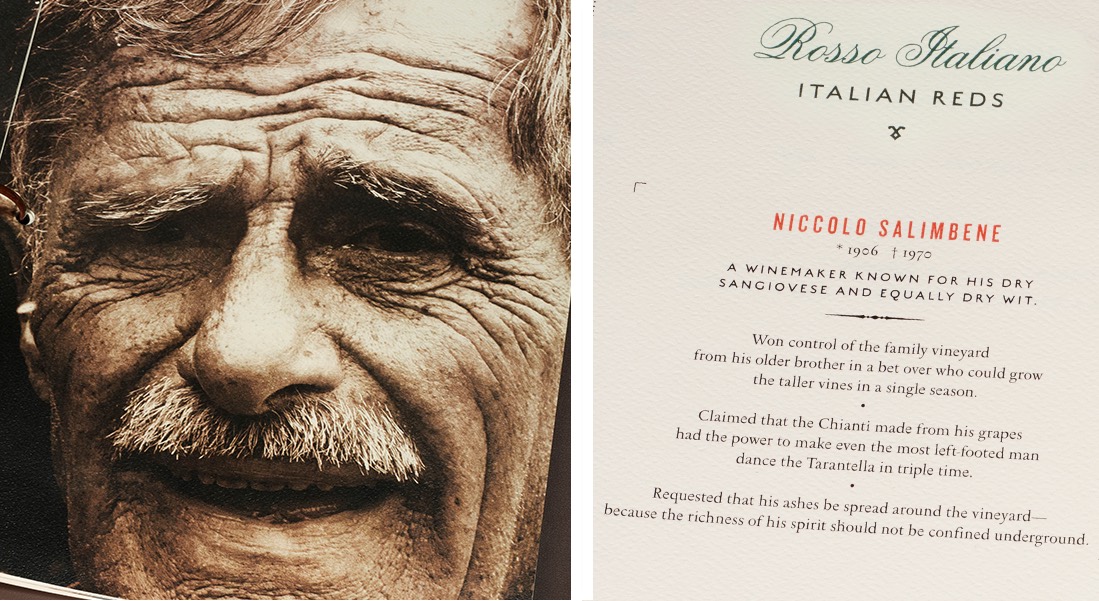 Rosso Italiano
ITALIAN REDS
NICCOLO SALIMBENE
* 1906 † 1970
A WINEMAKER KNOWN FOR HIS DRY
SANGIOVESE AND EQUALLY DRY WIT.
Won control of the family vineyard
from his older brother in a bet over who could grow
the taller vines in a single season.
•
Claimed that the Chianti made from his grapes
had the power to make even the most left-footed man
dance the Tarantella in triple time.
•
Requested that his ashes be spread around the vineyard—
because the richness of his spirit should not be confined underground.